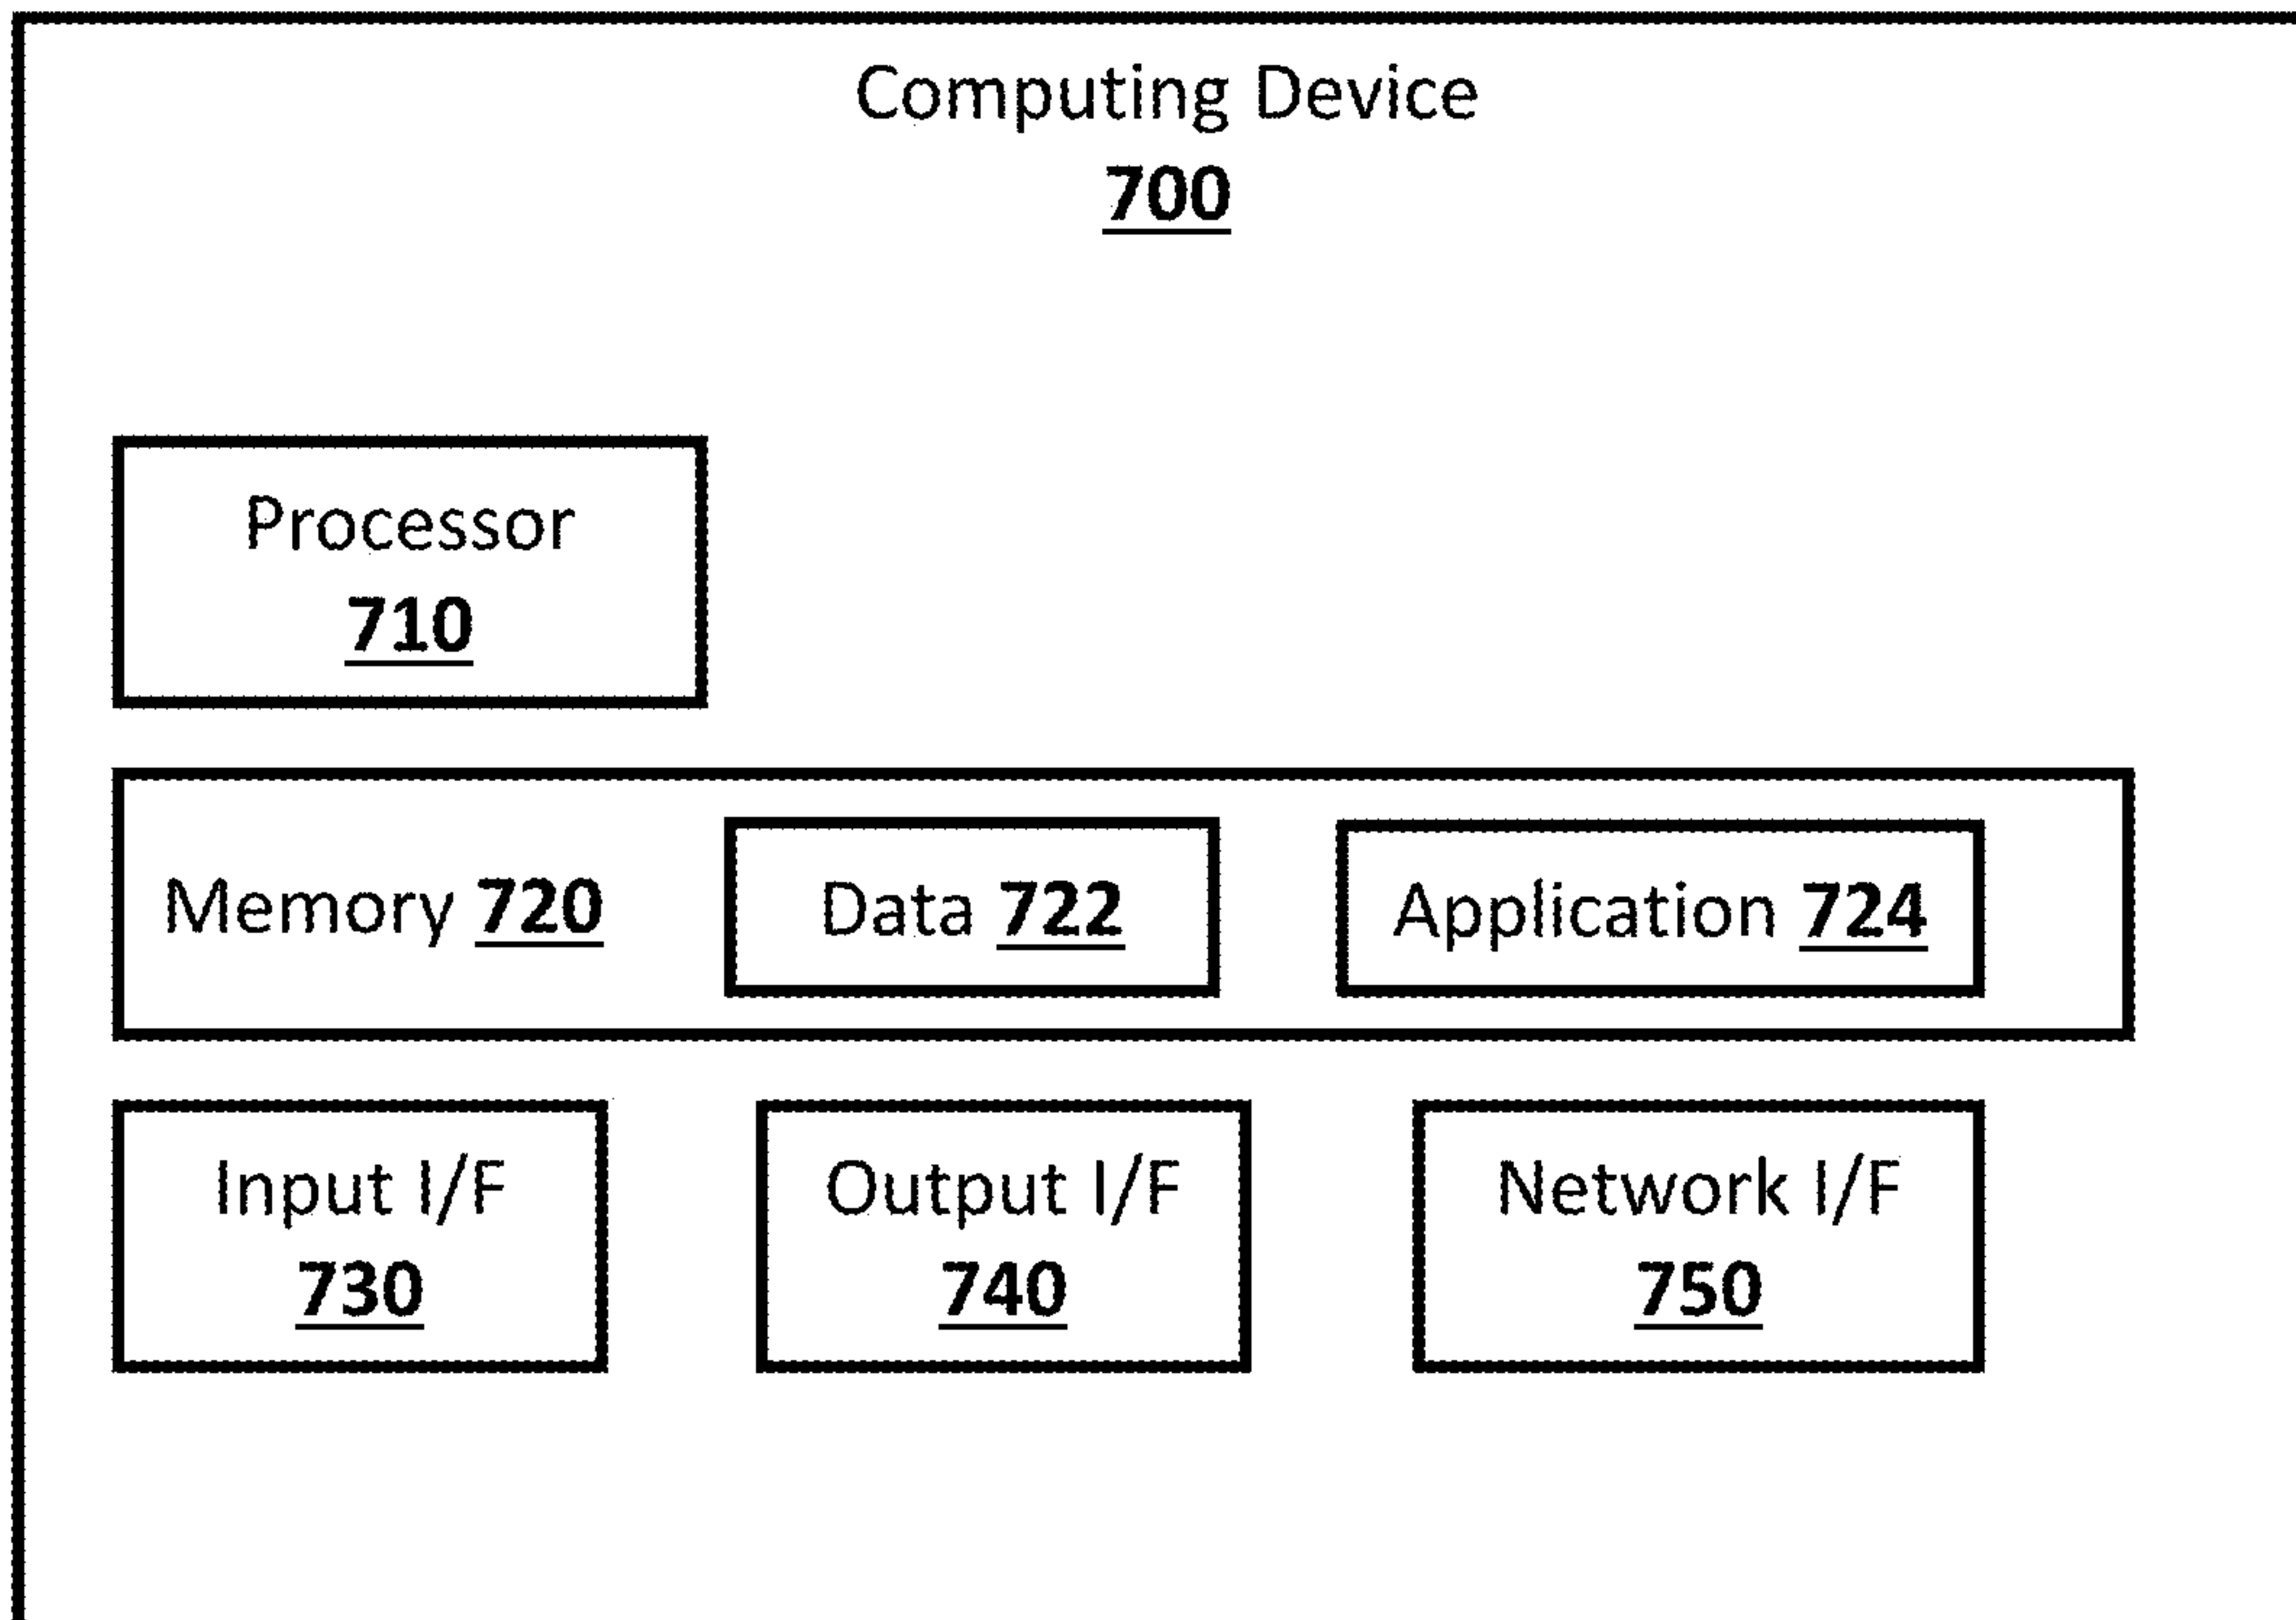 Computing Device
700
Processor
710
Memory 720 Data 722 Application 724
Input I/F
730
Output I/F
740
Network I/F
750